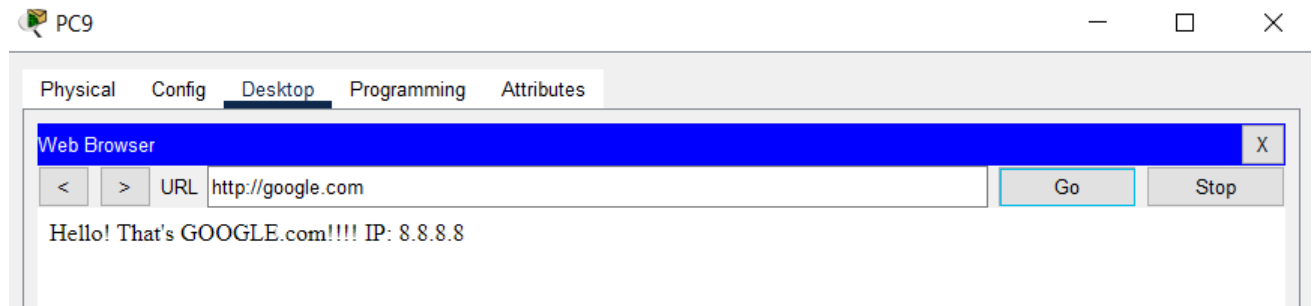 PC9
Physical Config Desktop Programming Attributes
Web Browser X
< > URL http://google.com Go Stop
Hello! That's GOOGLE.com!!!! IP: 8.8.8.8